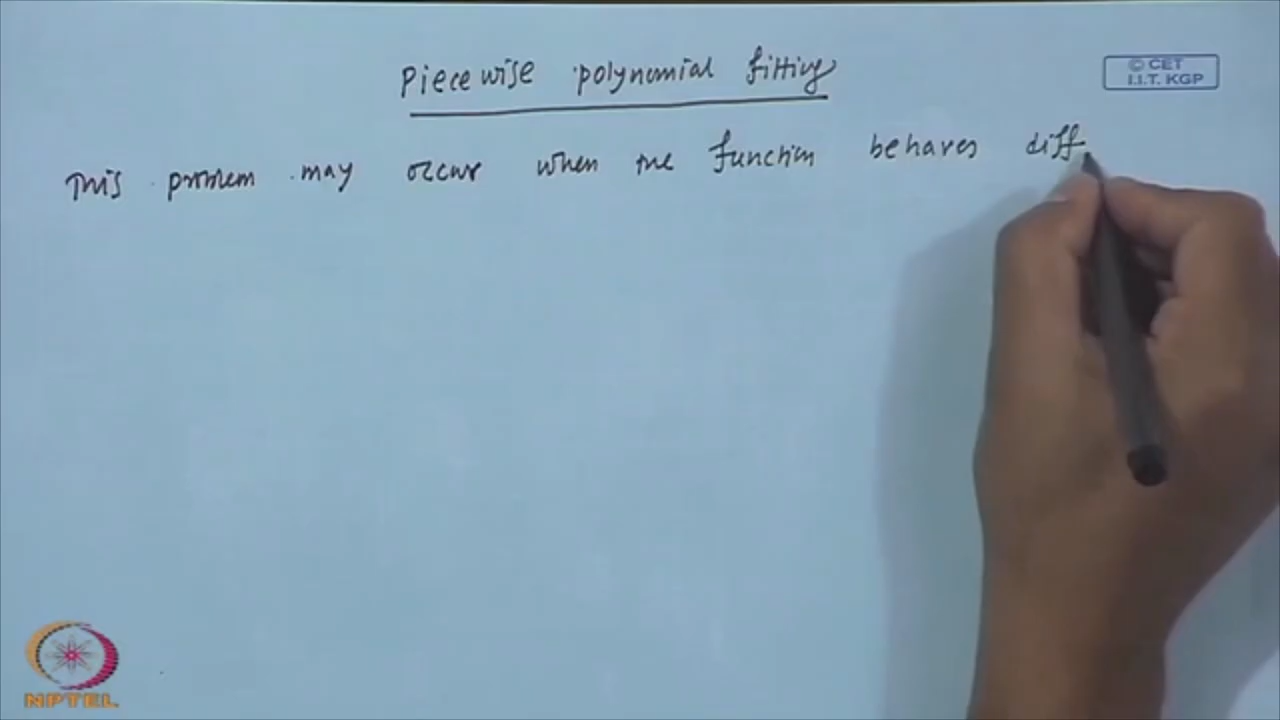 Piecewise polynomial fitting
© CET
I.I.T. KGP
This problem may occur when the function behaves diff
NPTEL